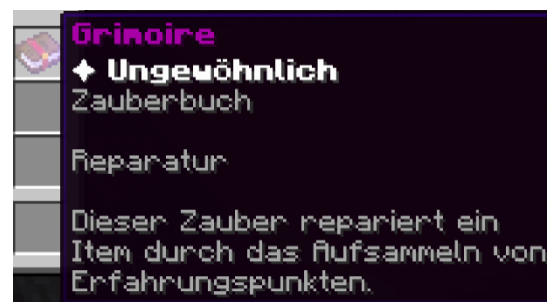 Grimoire
✦ Ungewöhnlich
Zauberbuch
Reparatur
Dieser Zauber repariert ein
Item durch das Aufsammeln von
Erfahrungspunkten.